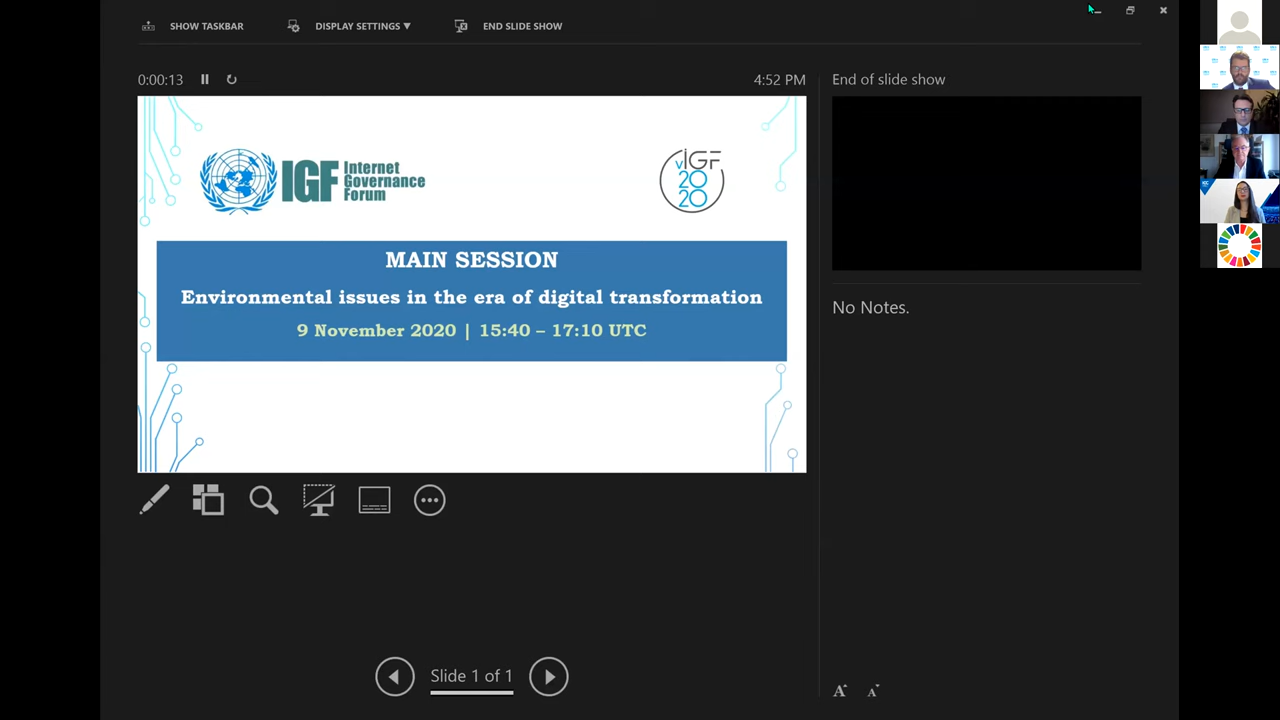 SHOW TASKBAR
DISPLAY SETTINGS ▼
END SLIDE SHOW
0:00:13
4:52 PM
End of slide show
IGF Internet
Governance
Forum
vIGF
20
20
MAIN SESSION
Environmental issues in the era of digital transformation
9 November 2020 | 15:40 – 17:10 UTC
No Notes.
Slide 1 of 1
A
A